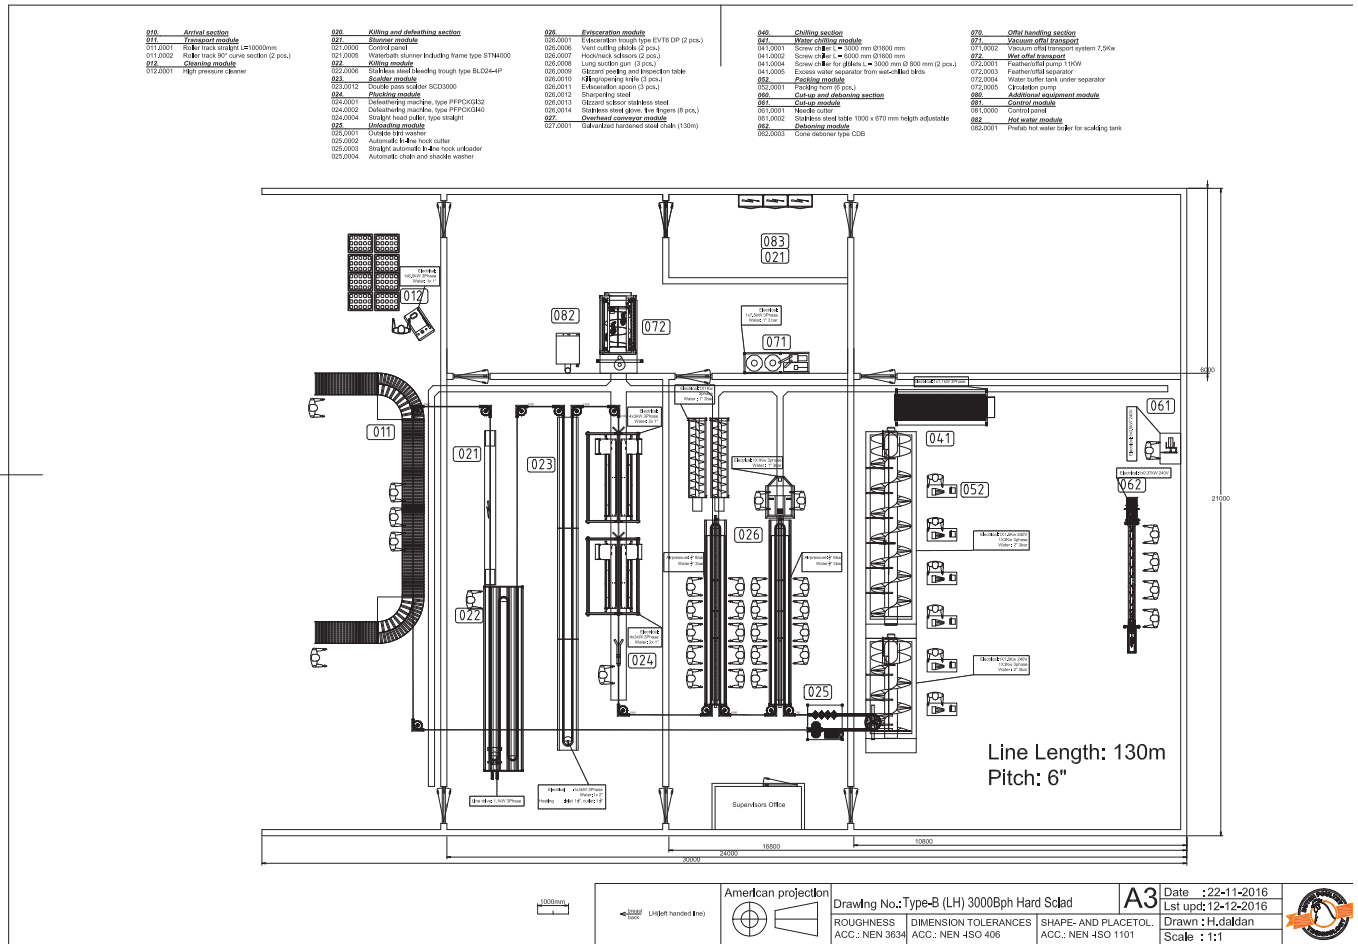 010. Arrival section
011. Transport module
011.0001 Roller track straight L=10000mm
011.0002 Roller track 90° curve section (2 pcs.)
012. Cleaning module
012.0001 High pressure cleaner
020. Killing and defeathing section
021. Stunner module
021.0000 Control panel
021.0005 Waterbath stunner including frame type STN4000
022. Killing module
022.0006 Stainless steel bleeding trough type BLD24-4P
023. Scalder module
023.0012 Double pass scalder SCD3000
024. Plucking module
024.0001 Defeathering machine, type PFPCKGI32
024.0002 Defeathering machine, type PFPCKGI40
024.0004 Straight head puller, type straight
025. Unloading module
025.0001 Outside bird washer
025.0002 Automatic in-line hock cutter
025.0003 Straight automatic in-line hock unloader
025.0004 Automatic chain and shackle washer
026. Evisceration module
026.0001 Evisceration trough type EVT6 DP (2 pcs.)
026.0006 Vent cutting pistols (2 pcs.)
026.0007 Hock/neck scissors (2 pcs.)
026.0008 Lung suction gun (3 pcs.)
026.0009 Gizzard peeling and inspection table
026.0010 Killing/opening knife (3 pcs.)
026.0011 Evisceration spoon (3 pcs.)
026.0012 Sharpening steel
026.0013 Gizzard scissor stainless steel
026.0014 Stainless steel glove, five fingers (8 pcs.)
027. Overhead conveyor module
027.0001 Galvanized hardened steel chain (130m)
040. Chilling section
041. Water chilling module
041.0001 Screw chiller L= 3000 mm Ø1600 mm
041.0002 Screw chiller L = 6000 mm Ø1600 mm
041.0004 Screw chiller for giblets L = 3000 mm Ø 800 mm (2 pcs.)
041.0005 Excess water separator from wet-chilled birds
052. Packing module
052.0001 Packing horn (6 pcs.)
060. Cut-up and deboning section
061. Cut-up module
061.0001 Needle cutter
061.0002 Stainless steel table 1000 x 670 mm heigth adjustable
062. Deboning module
062.0003 Cone deboner type CDB
070. Offal handling section
071. Vacuum offal transport
071.0002 Vacuum offal transport system 7,5Kw
072. Wet offal transport
072.0001 Feather/offal pump 11KW
072.0003 Feather/offal separator
072.0004 Water buffer tank under separator
072.0005 Circulation pump
080. Additional equipment module
081. Control module
081.0000 Control panel
082 Hot water module
082.0001 Prefab hot water boiler for scalding tank
083
021
012
082
072
071
6000
061
011
021
023
041
052
062
21000
026
022
024
025
Line Length: 130m
Pitch: 6"
Line drive: 1,1kW 3Phase
Supervisors Office
10800
16800
24000
30000
1000mm
breast
back
LH(left handed line)
American projection
Drawing No.: Type-B (LH) 3000Bph Hard Sclad
A3
Date : 22-11-2016
Lst upd: 12-12-2016
Drawn : H.daldan
Scale : 1:1
ROUGHNESS
ACC.: NEN 3634
DIMENSION TOLERANCES
ACC.: NEN-ISO 406
SHAPE- AND PLACETOL.
ACC.: NEN-ISO 1101